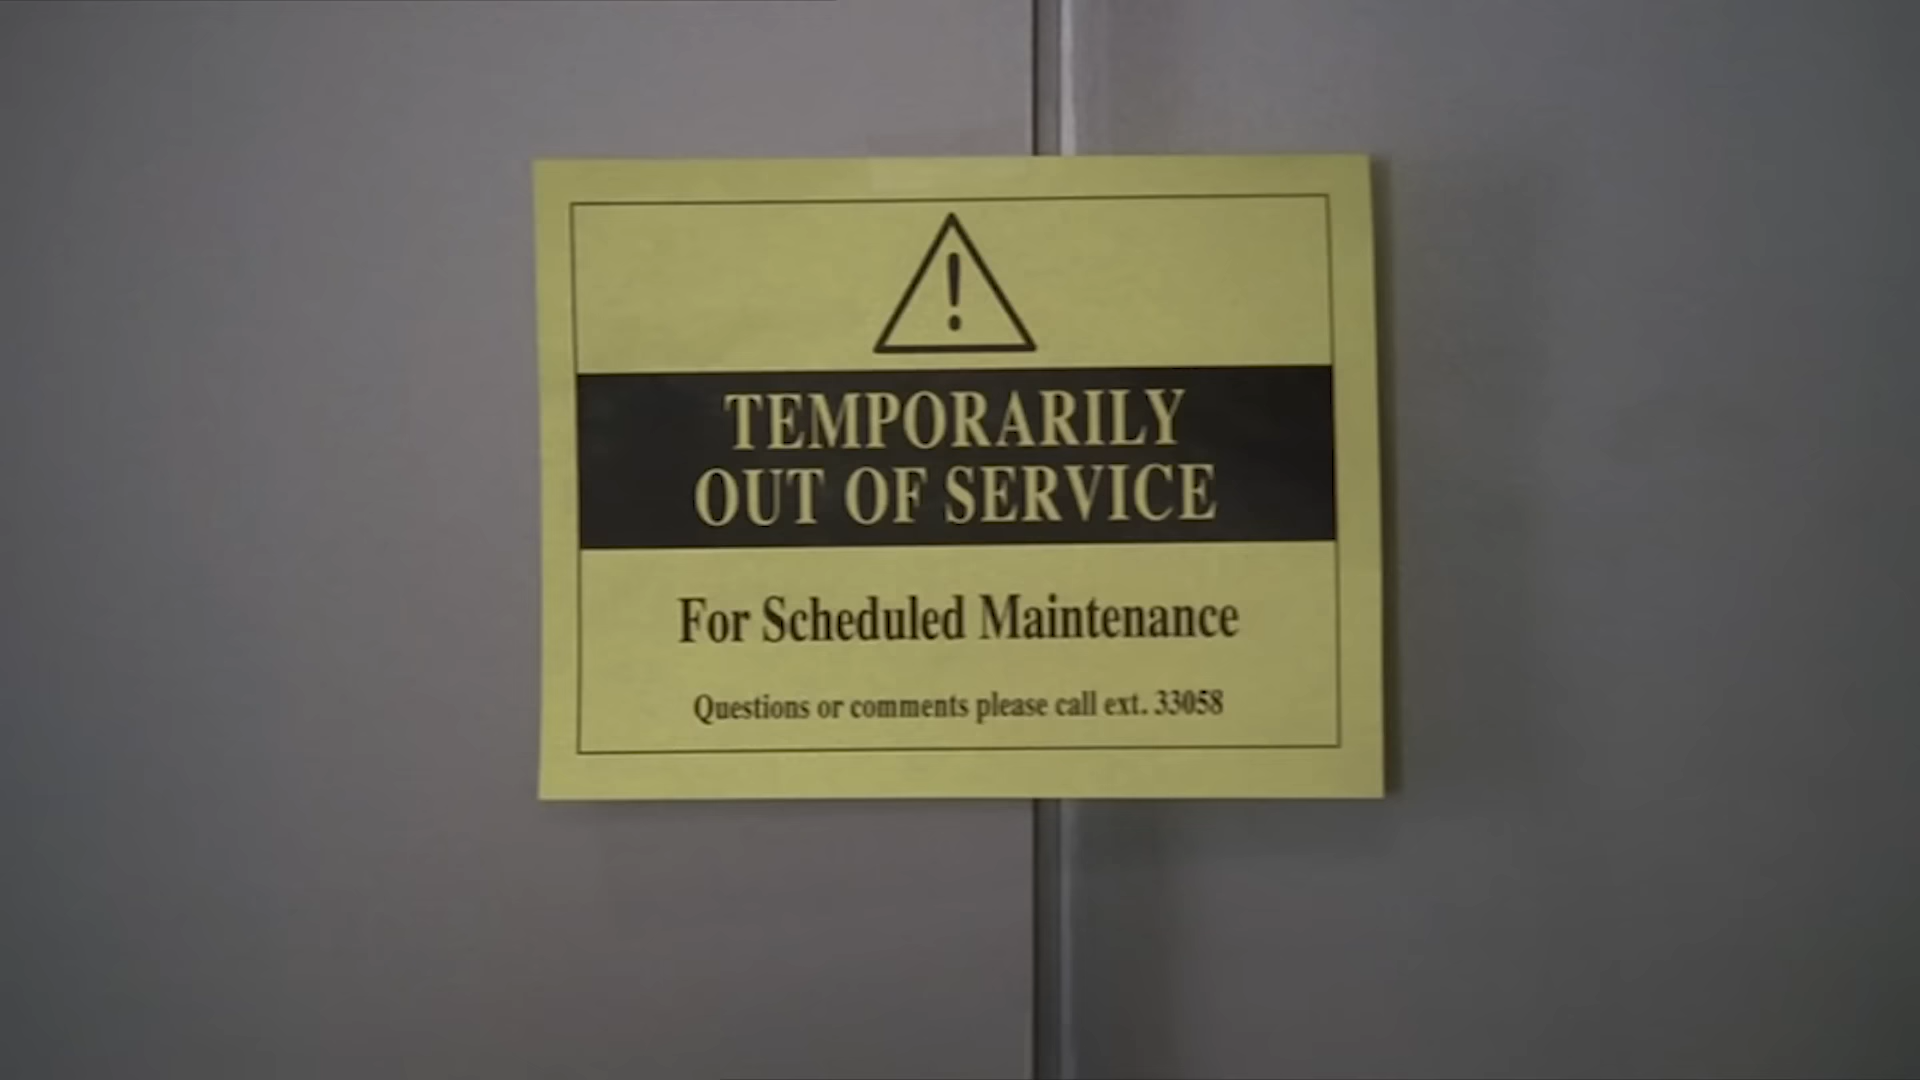 !
TEMPORARILY
OUT OF SERVICE
For Scheduled Maintenance
Questions or comments please call ext. 33058